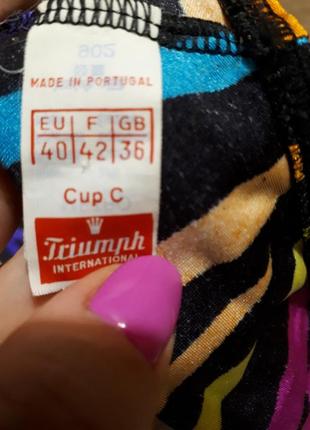 MADE IN PORTUGAL
EU F GB
40 42 36
Cup C
Triumph
INTERNATIONAL